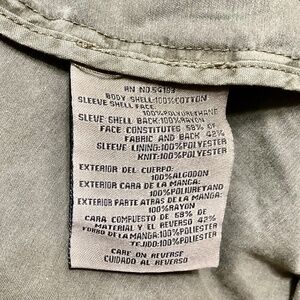 RN NO.54193
BODY SHELL:100%COTTON
SLEEVE SHELL FACE:
100%POLYURETHANE
SLEEVE SHELL BACK:100%RAYON
FACE CONSTITUTES 58% OF
FABRIC AND BACK 42%
SLEEVE LINING:100%POLYESTER
KNIT:100%POLYESTER
EXTERIOR DEL CUERPO:
100%ALGODON
EXTERIOR CARA DE LA MANGA:
100%POLIURETANO
EXTERIOR PARTE ATRAS DE LA MANGA:
100%RAYON
CARA COMPUESTO DE 58% DE
MATERIAL Y EL REVERSO 42%
FORRO DE LA MANGA:100%POLIESTER
TEJIDO:100%POLIESTER
CARE ON REVERSE
CUIDADO AL REVERSO